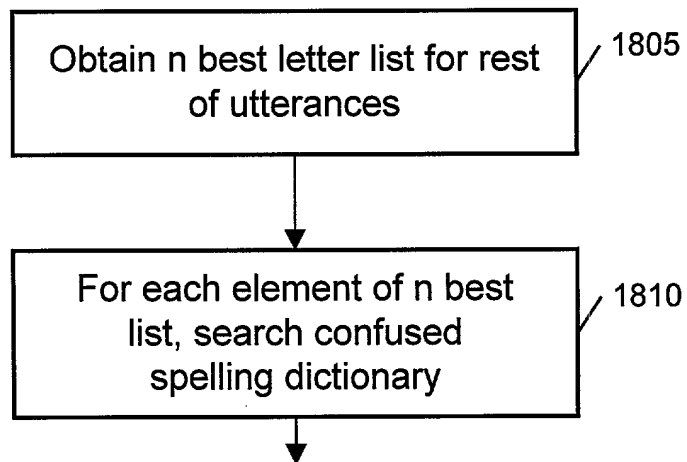 Obtain n best letter list for rest
of utterances
1805
For each element of n best
list, search confused
spelling dictionary
1810